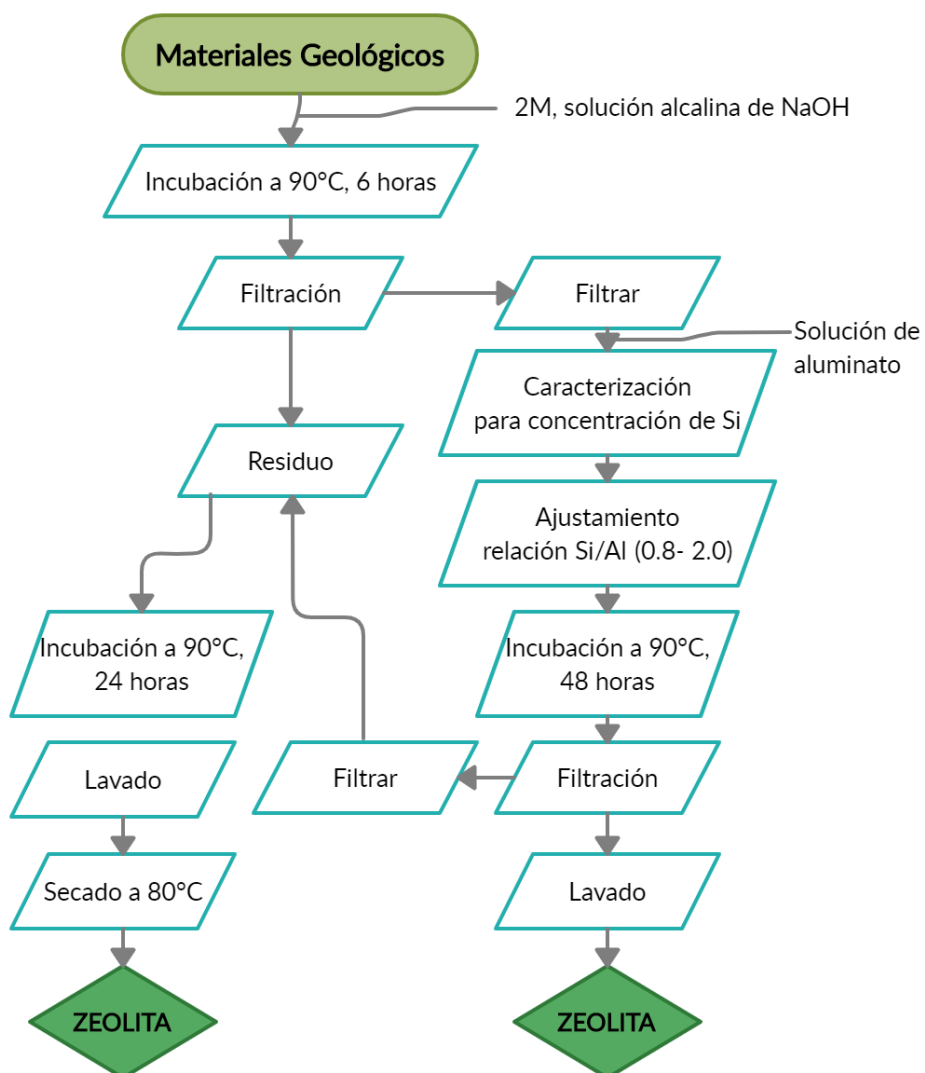 Materiales Geológicos
2M, solución alcalina de NaOH
Incubación a 90°C, 6 horas
Filtración
Filtrar
Solución de
aluminato
Caracterización
para concentración de Si
Residuo
Ajustamiento
relación Si/Al (0.8- 2.0)
Incubación a 90°C,
24 horas
Incubación a 90°C,
48 horas
Lavado
Filtrar
Filtración
Secado a 80°C
Lavado
ZEOLITA
ZEOLITA